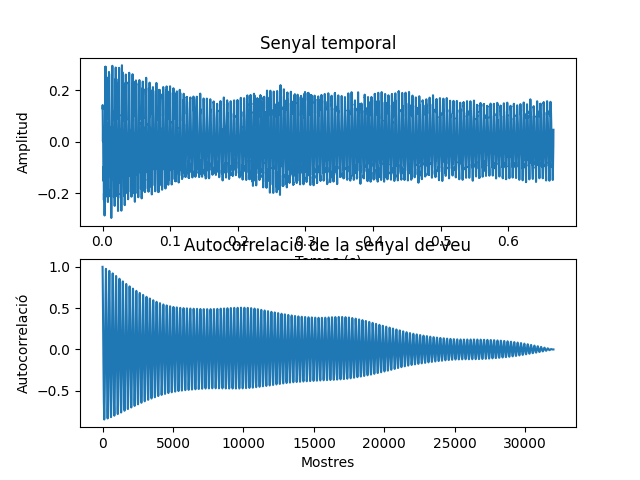 Senyal temporal
Amplitud
0.2
0.0
−0.2
0.0 0.1 0.2 0.3 0.4 0.5 0.6
Temps (s)
Autocorrelació de la senyal de veu
Autocorrelació
1.0
0.5
0.0
−0.5
0 5000 10000 15000 20000 25000 30000
Mostres